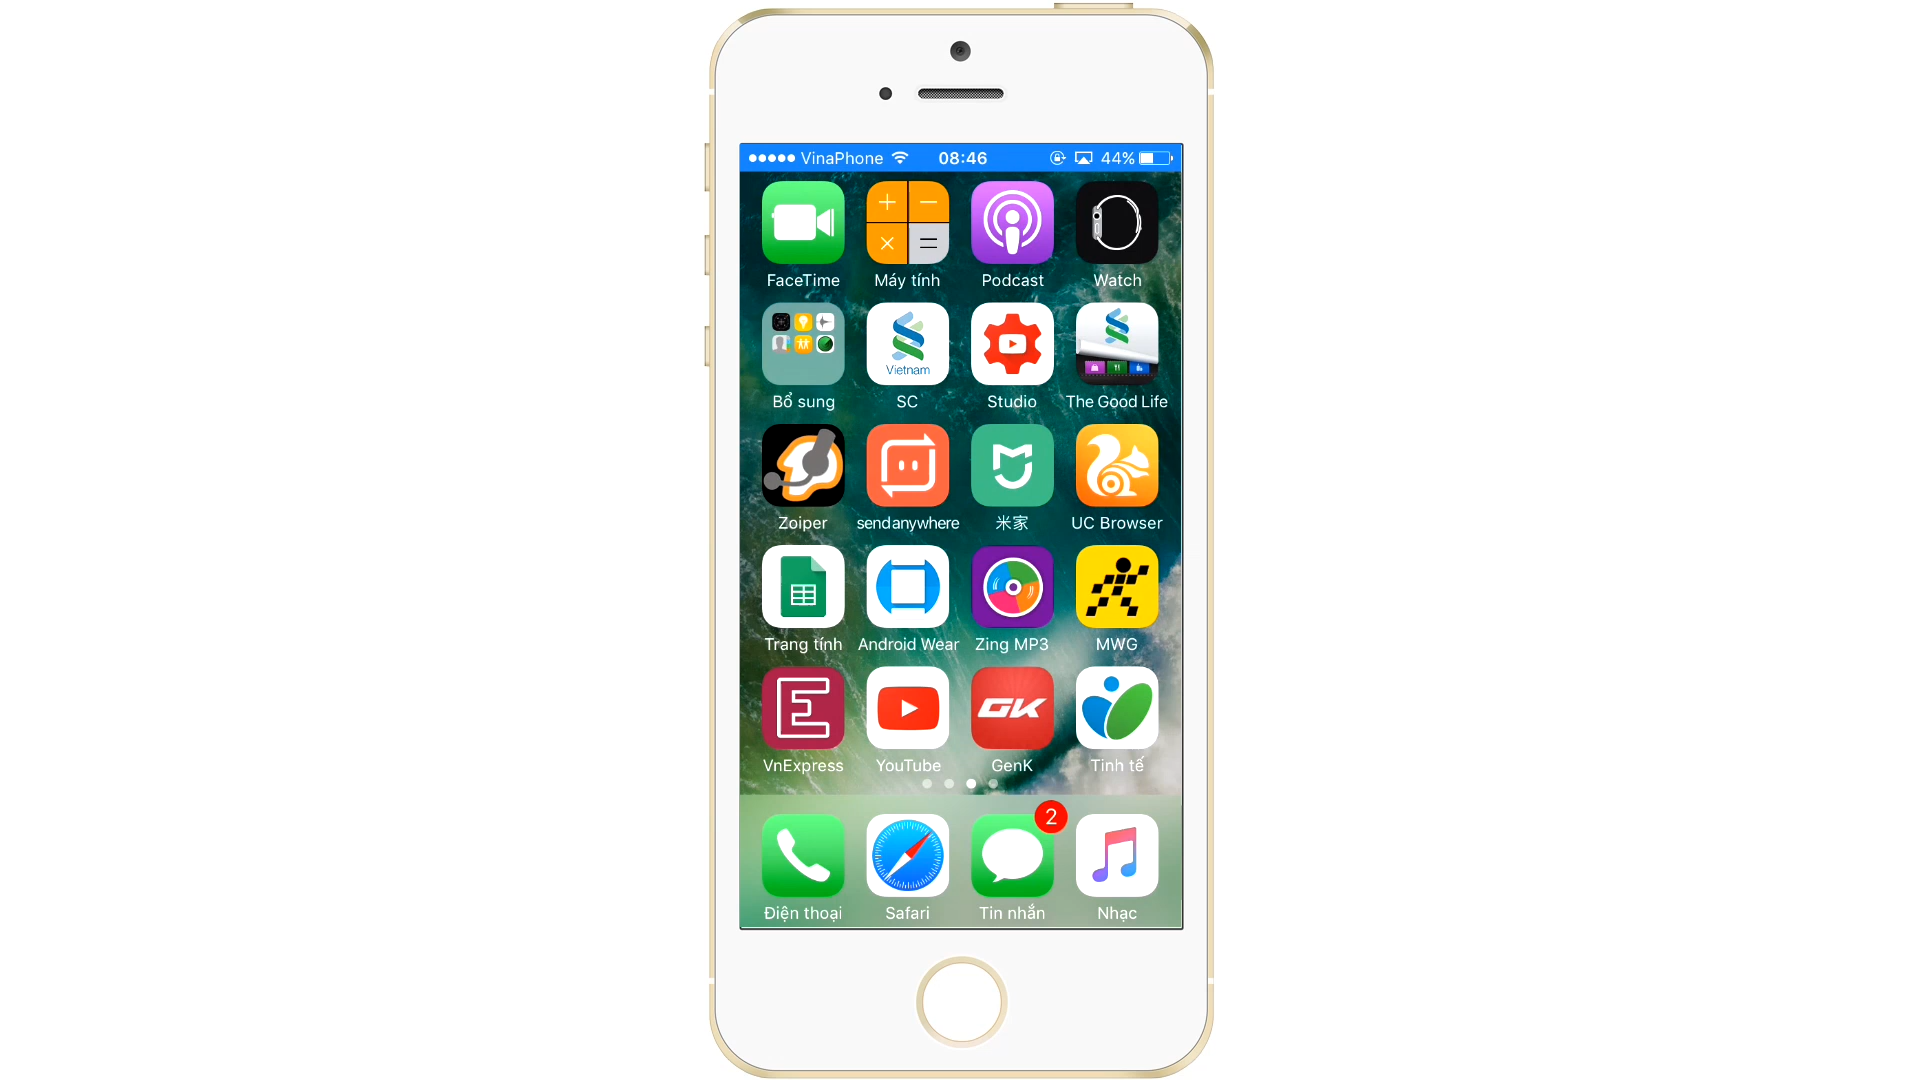 VinaPhone 08:46 44%
FaceTime Máy tính Podcast Watch
Vietnam
Bổ sung SC Studio The Good Life
Zoiper sendanywhere 米家 UC Browser
Trang tính Android Wear Zing MP3 MWG
E GK
VnExpress YouTube GenK Tinh tế
2
Điện thoại Safari Tin nhắn Nhạc